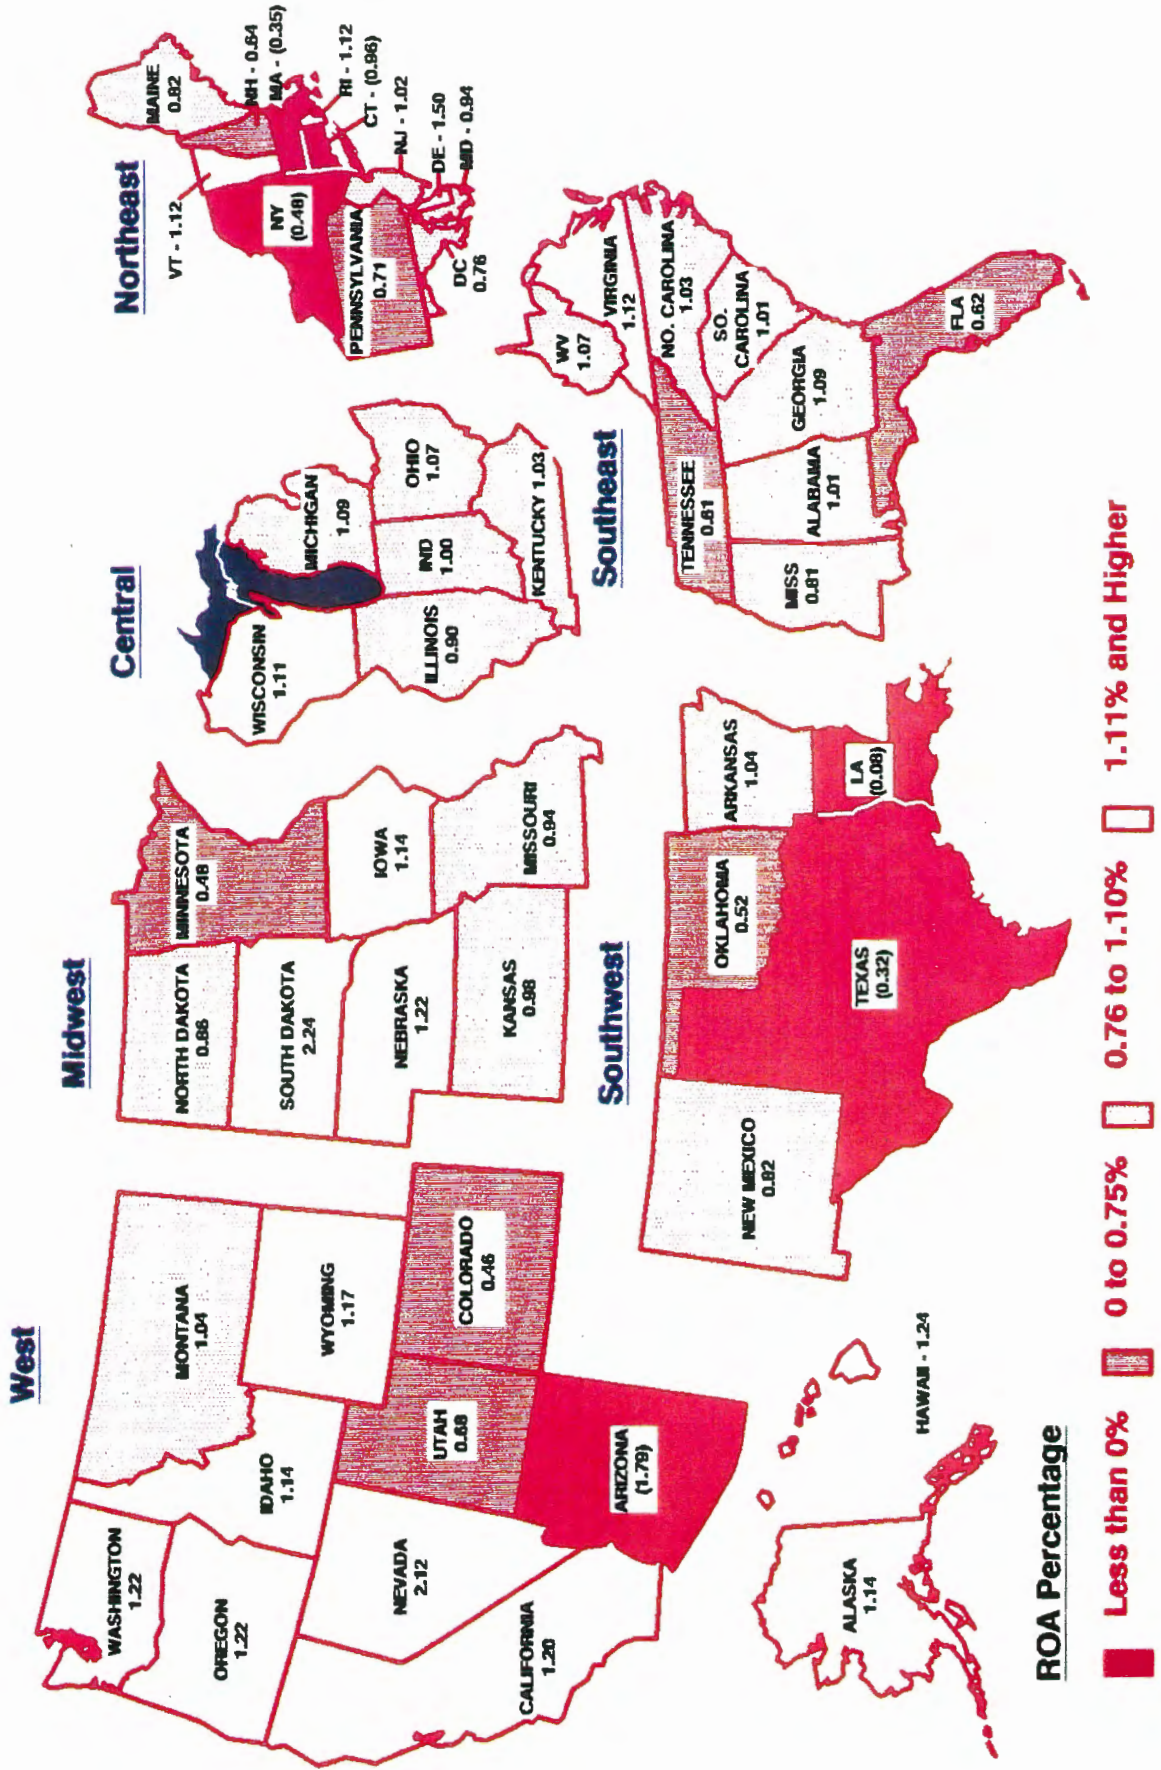 West
WASHINGTON
1.22
OREGON
1.22
CALIFORNIA
1.20
NEVADA
2.12
IDAHO
1.14
MONTANA
1.04
WYOMING
1.17
UTAH
0.68
COLORADO
0.46
ARIZONA
(1.79)
ALASKA
1.14
HAWAII - 1.24
Midwest
NORTH DAKOTA
0.86
SOUTH DAKOTA
2.24
NEBRASKA
1.22
KANSAS
0.98
MINNESOTA
0.48
IOWA
1.14
MISSOURI
0.94
Central
WISCONSIN
1.11
MICHIGAN
1.09
ILLINOIS
0.90
IND
1.00
OHIO
1.07
KENTUCKY 1.03
Northeast
MAINE
0.82
NH - 0.64
MA - (0.35)
RI - 1.12
CT - (0.96)
NJ - 1.02
DE - 1.50
MD - 0.94
VT - 1.12
NY
(0.48)
PENNSYLVANIA
0.71
DC
0.76
Southwest
NEW MEXICO
0.82
OKLAHOMA
0.52
TEXAS
(0.32)
ARKANSAS
1.04
LA
(0.08)
Southeast
WV
1.07
VIRGINIA
1.12
NO. CAROLINA
1.03
SO.
CAROLINA
1.01
TENNESSEE
0.61
GEORGIA
1.09
ALABAMA
1.01
MISS
0.81
FLA
0.62
ROA Percentage
Less than 0%
0 to 0.75%
0.76 to 1.10%
1.11% and Higher